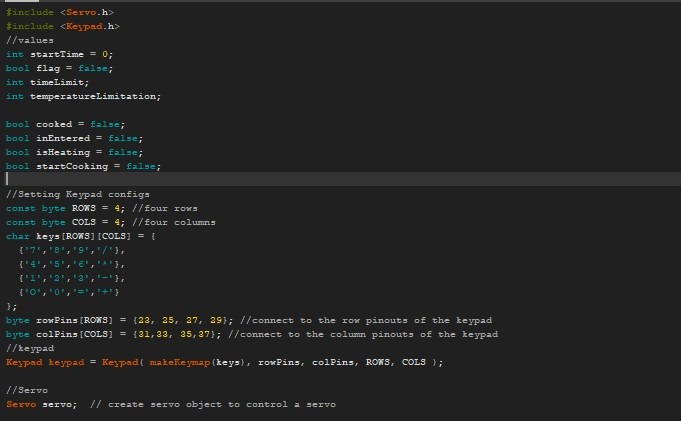 #include <Servo.h>
#include <Keypad.h>
//values
int startTime = 0;
bool flag = false;
int timeLimit;
int temperatureLimitation;
bool cooked = false;
bool inEntered = false;
bool isHeating = false;
bool startCooking = false;
//Setting Keypad configs
const byte ROWS = 4; //four rows
const byte COLS = 4; //four columns
char keys[ROWS][COLS] = {
{'7','8','9','/'},
{'4','5','6','*'},
{'1','2','3','-'},
{'O','0','=','+'}
};
byte rowPins[ROWS] = {23, 25, 27, 29}; //connect to the row pinouts of the keypad
byte colPins[COLS] = {31,33, 35,37}; //connect to the column pinouts of the keypad
//keypad
Keypad keypad = Keypad( makeKeymap(keys), rowPins, colPins, ROWS, COLS );
//Servo
Servo servo;  // create servo object to control a servo